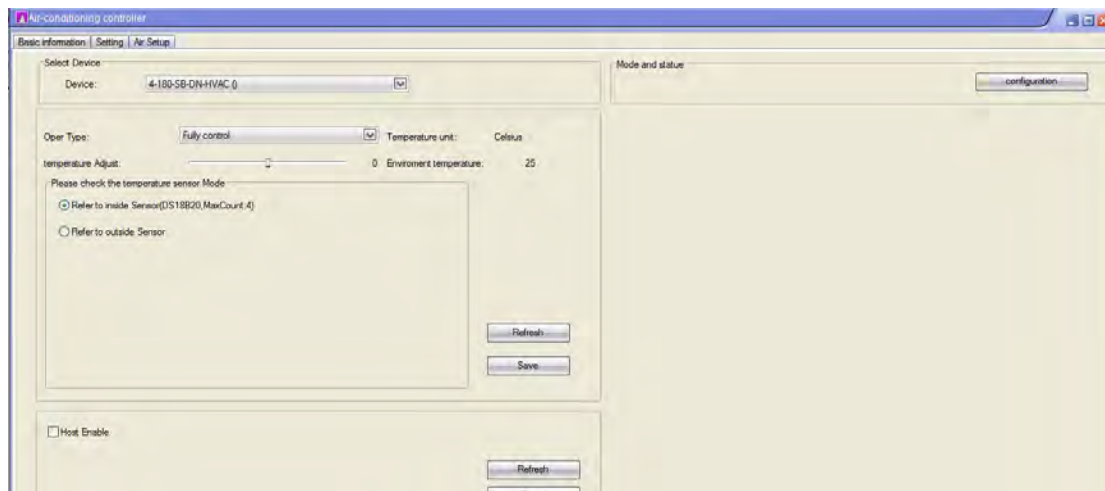 Air-conditioning controller
Basic information Setting Air Setup
Select Device
Device: 4-180-SB-DN-HVAC ()
Mode and statue
configuration
Oper Type: Fully control Temperature unit: Celsius
temperature Adjust: 0 Enviroment temperature: 25
Please check the temperature sensor Mode
Refer to inside Sensor(DS18B20,MaxCount:4)
Refer to outside Sensor
Refresh
Save
Host Enable
Refresh